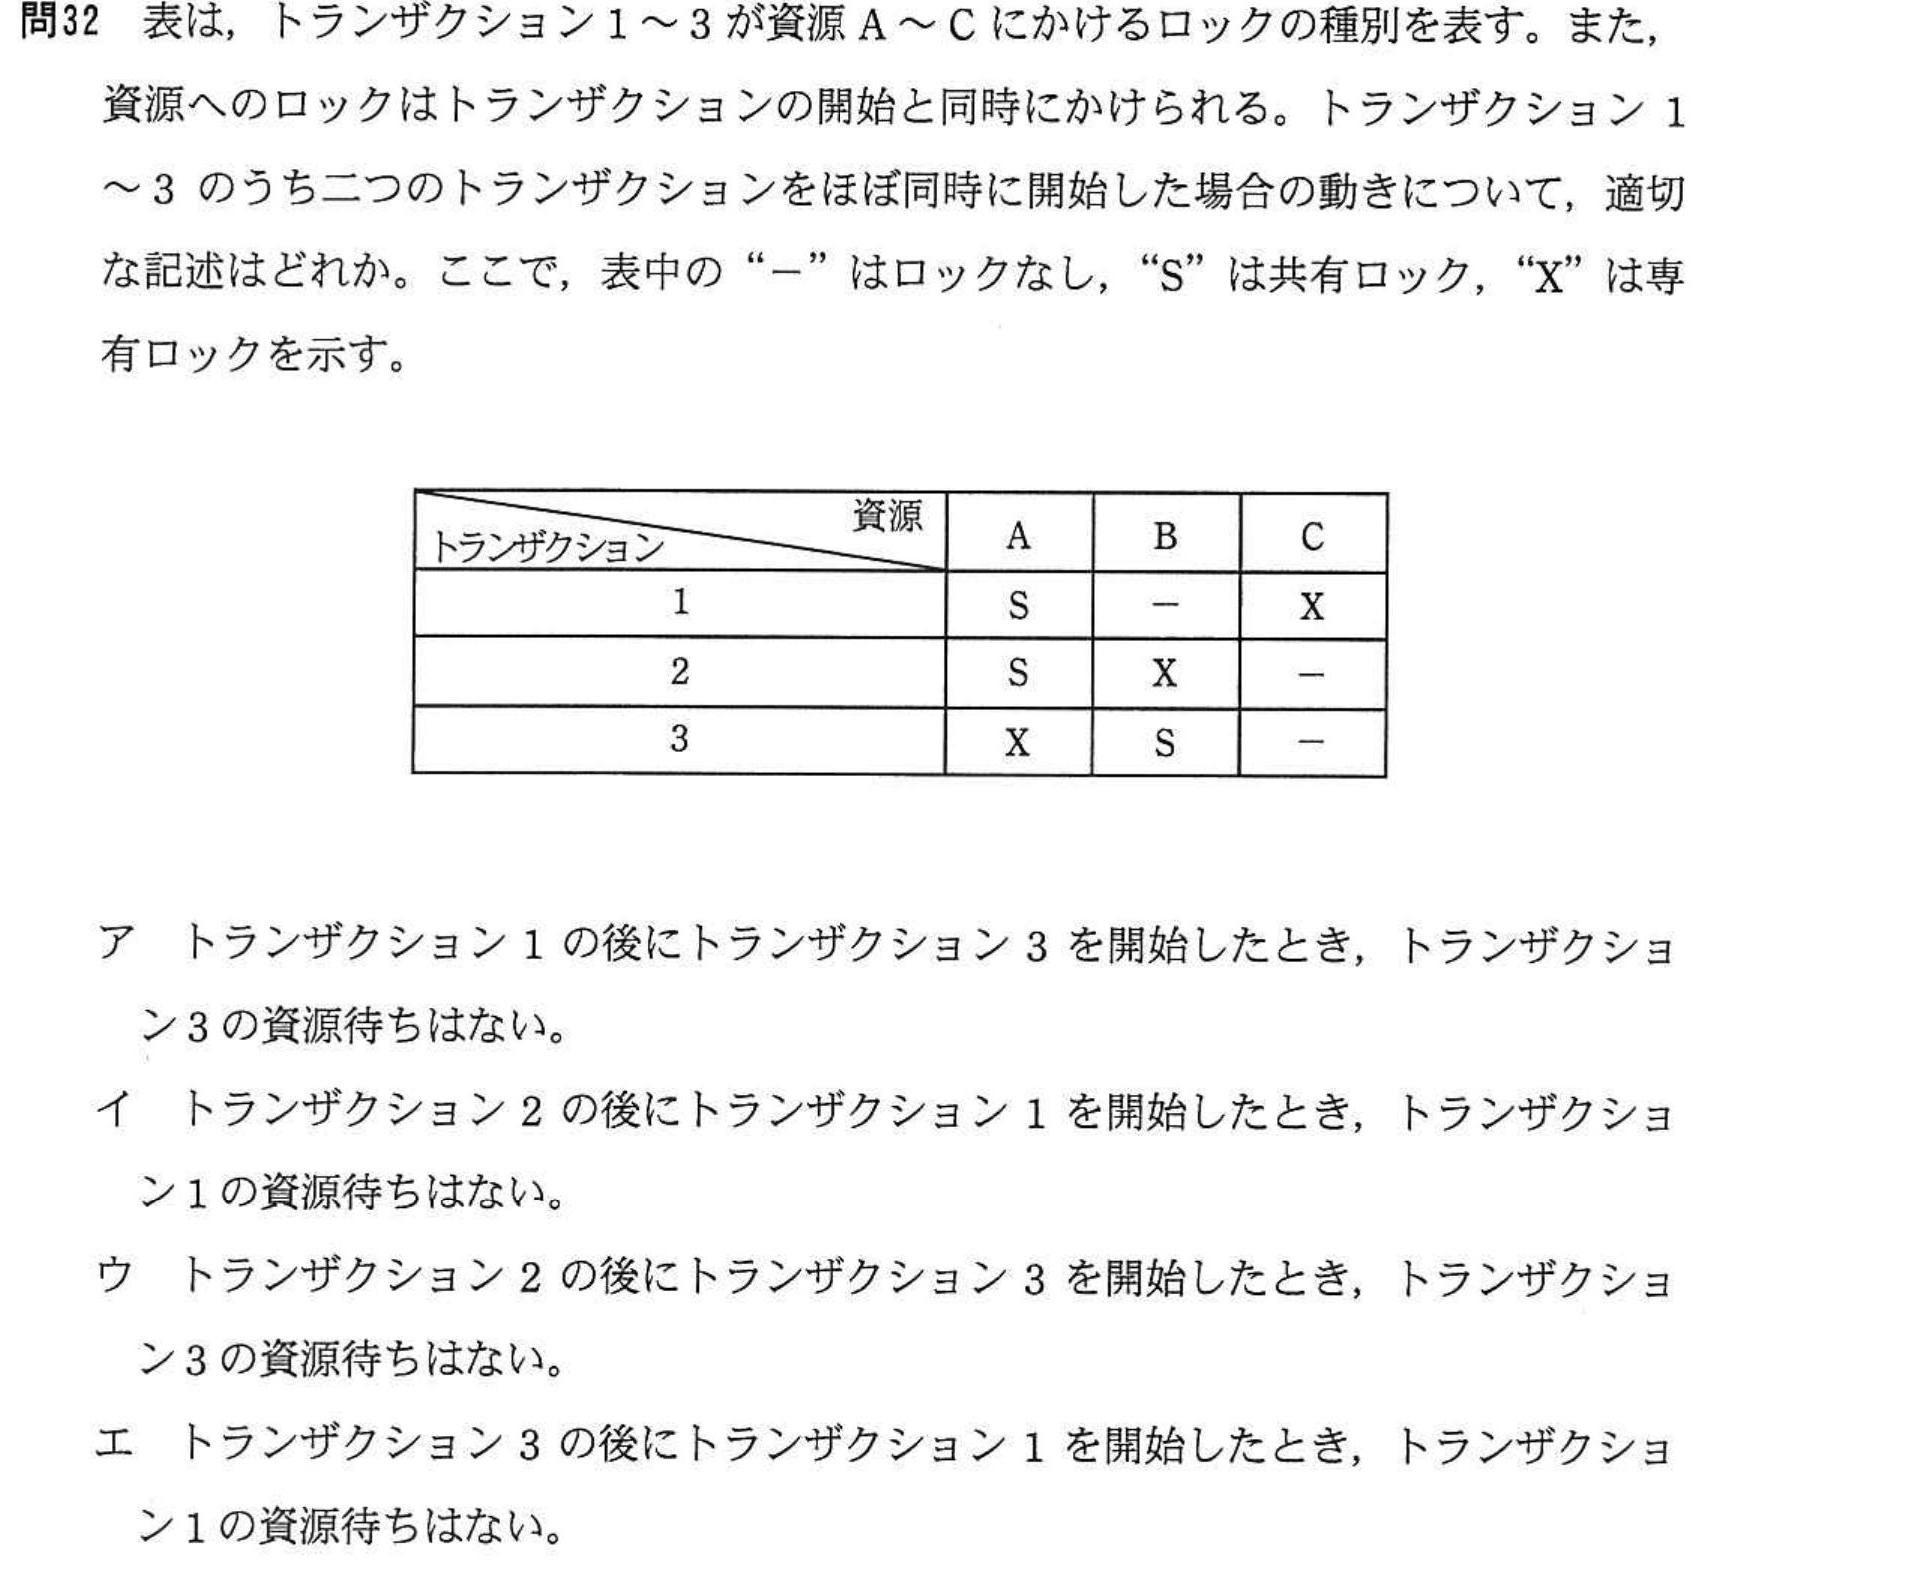 問32 表は，トランザクション1～3が資源A～Cにかけるロックの種別を表す。また，
資源へのロックはトランザクションの開始と同時にかけられる。トランザクション 1
～3 のうち二つのトランザクションをほぼ同時に開始した場合の動きについて，適切
な記述はどれか。ここで，表中の“－”はロックなし，“S”は共有ロック，“X”は専
有ロックを示す。
資源
トランザクション A B C
1 S － X
2 S X －
3 X S －
ア トランザクション 1 の後にトランザクション 3 を開始したとき，トランザクショ
ン3の資源待ちはない。
イ トランザクション 2 の後にトランザクション 1 を開始したとき，トランザクショ
ン1の資源待ちはない。
ウ トランザクション 2 の後にトランザクション 3 を開始したとき，トランザクショ
ン3の資源待ちはない。
エ トランザクション 3 の後にトランザクション 1 を開始したとき，トランザクショ
ン1の資源待ちはない。